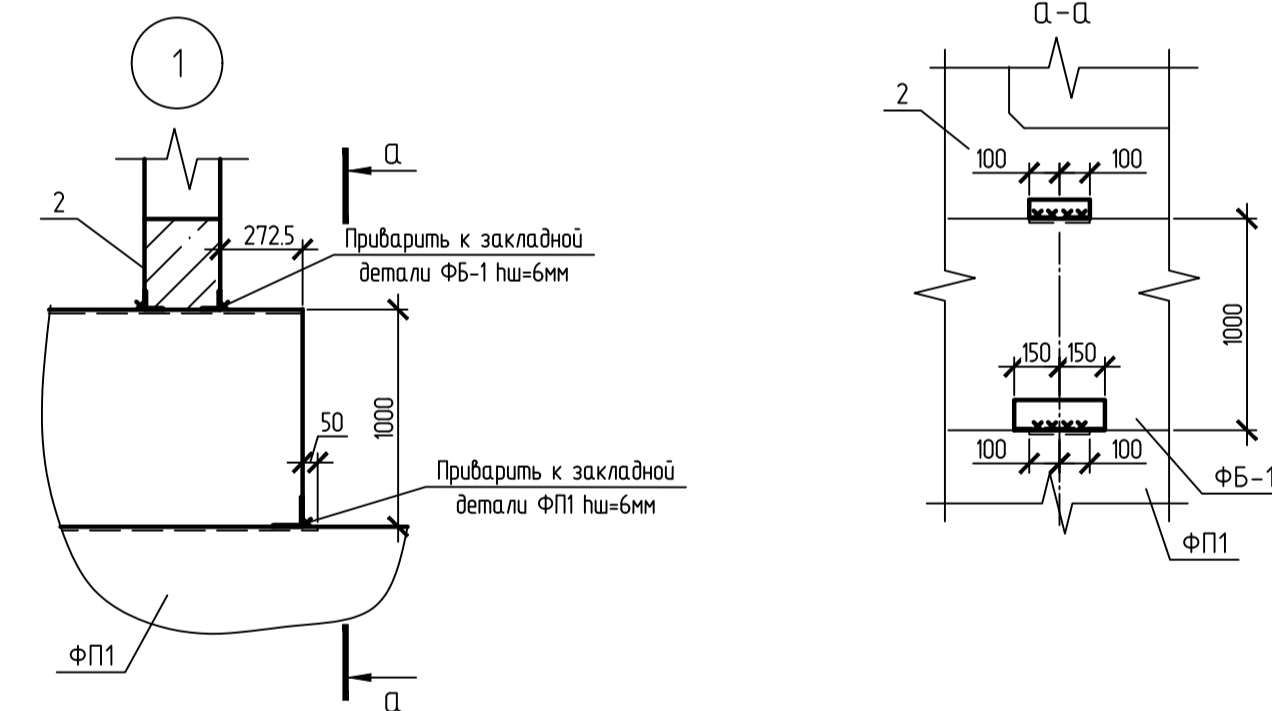 1
а
2
272.5
Приварить к закладной
детали ФБ-1 hш=6мм
50
1000
Приварить к закладной
детали ФП1 hш=6мм
ФП1
а
а-а
2
100
100
1000
150
150
100
100
ФБ-1
ФП1